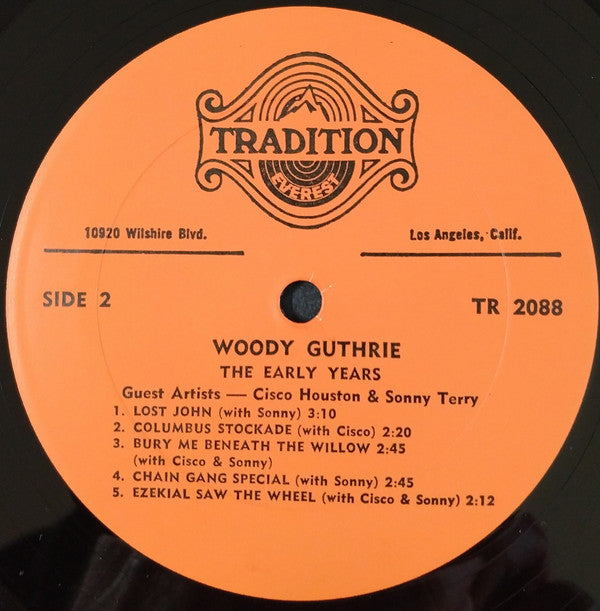 TRADITION
EVEREST
10920 Wilshire Blvd.
Los Angeles, Calif.
SIDE 2
TR 2088
WOODY GUTHRIE
THE EARLY YEARS
Guest Artists — Cisco Houston & Sonny Terry
1. LOST JOHN (with Sonny) 3:10
2. COLUMBUS STOCKADE (with Cisco) 2:20
3. BURY ME BENEATH THE WILLOW 2:45
(with Cisco & Sonny)
4. CHAIN GANG SPECIAL (with Sonny) 2:45
5. EZEKIAL SAW THE WHEEL (with Cisco & Sonny) 2:12